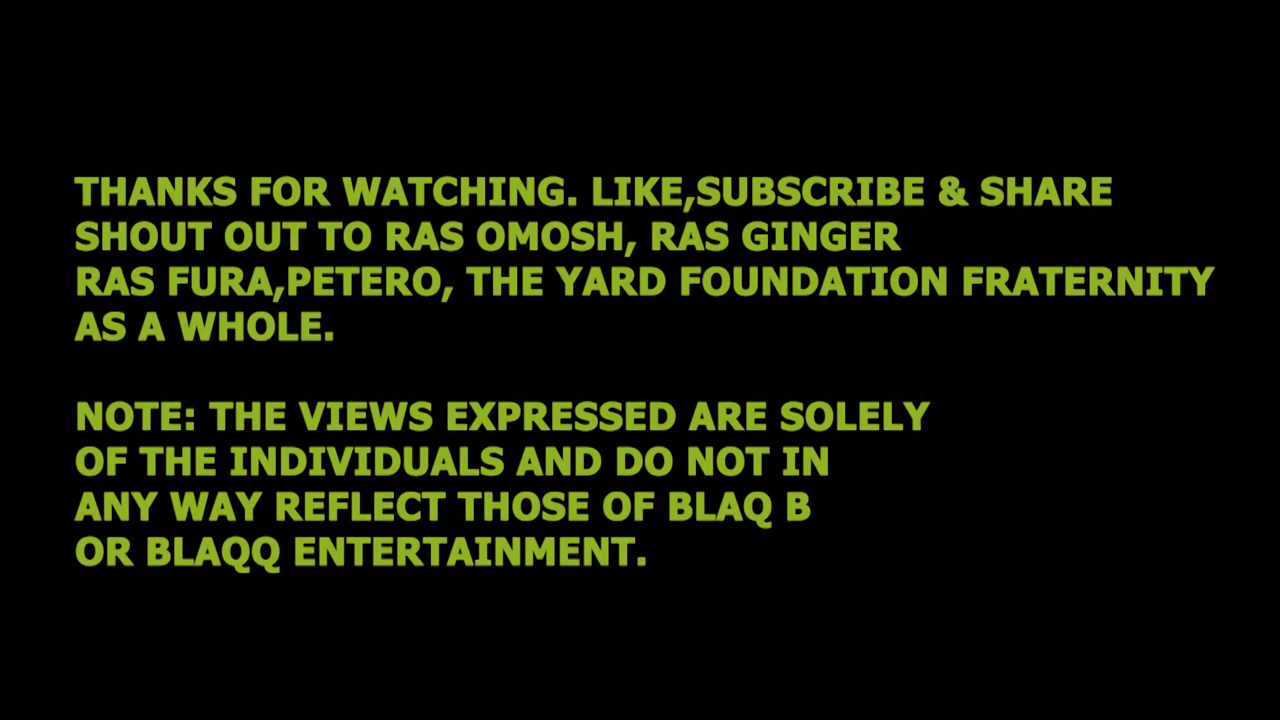 THANKS FOR WATCHING. LIKE,SUBSCRIBE & SHARE
SHOUT OUT TO RAS OMOSH, RAS GINGER
RAS FURA,PETERO, THE YARD FOUNDATION FRATERNITY
AS A WHOLE.
NOTE: THE VIEWS EXPRESSED ARE SOLELY
OF THE INDIVIDUALS AND DO NOT IN
ANY WAY REFLECT THOSE OF BLAQ B
OR BLAQQ ENTERTAINMENT.